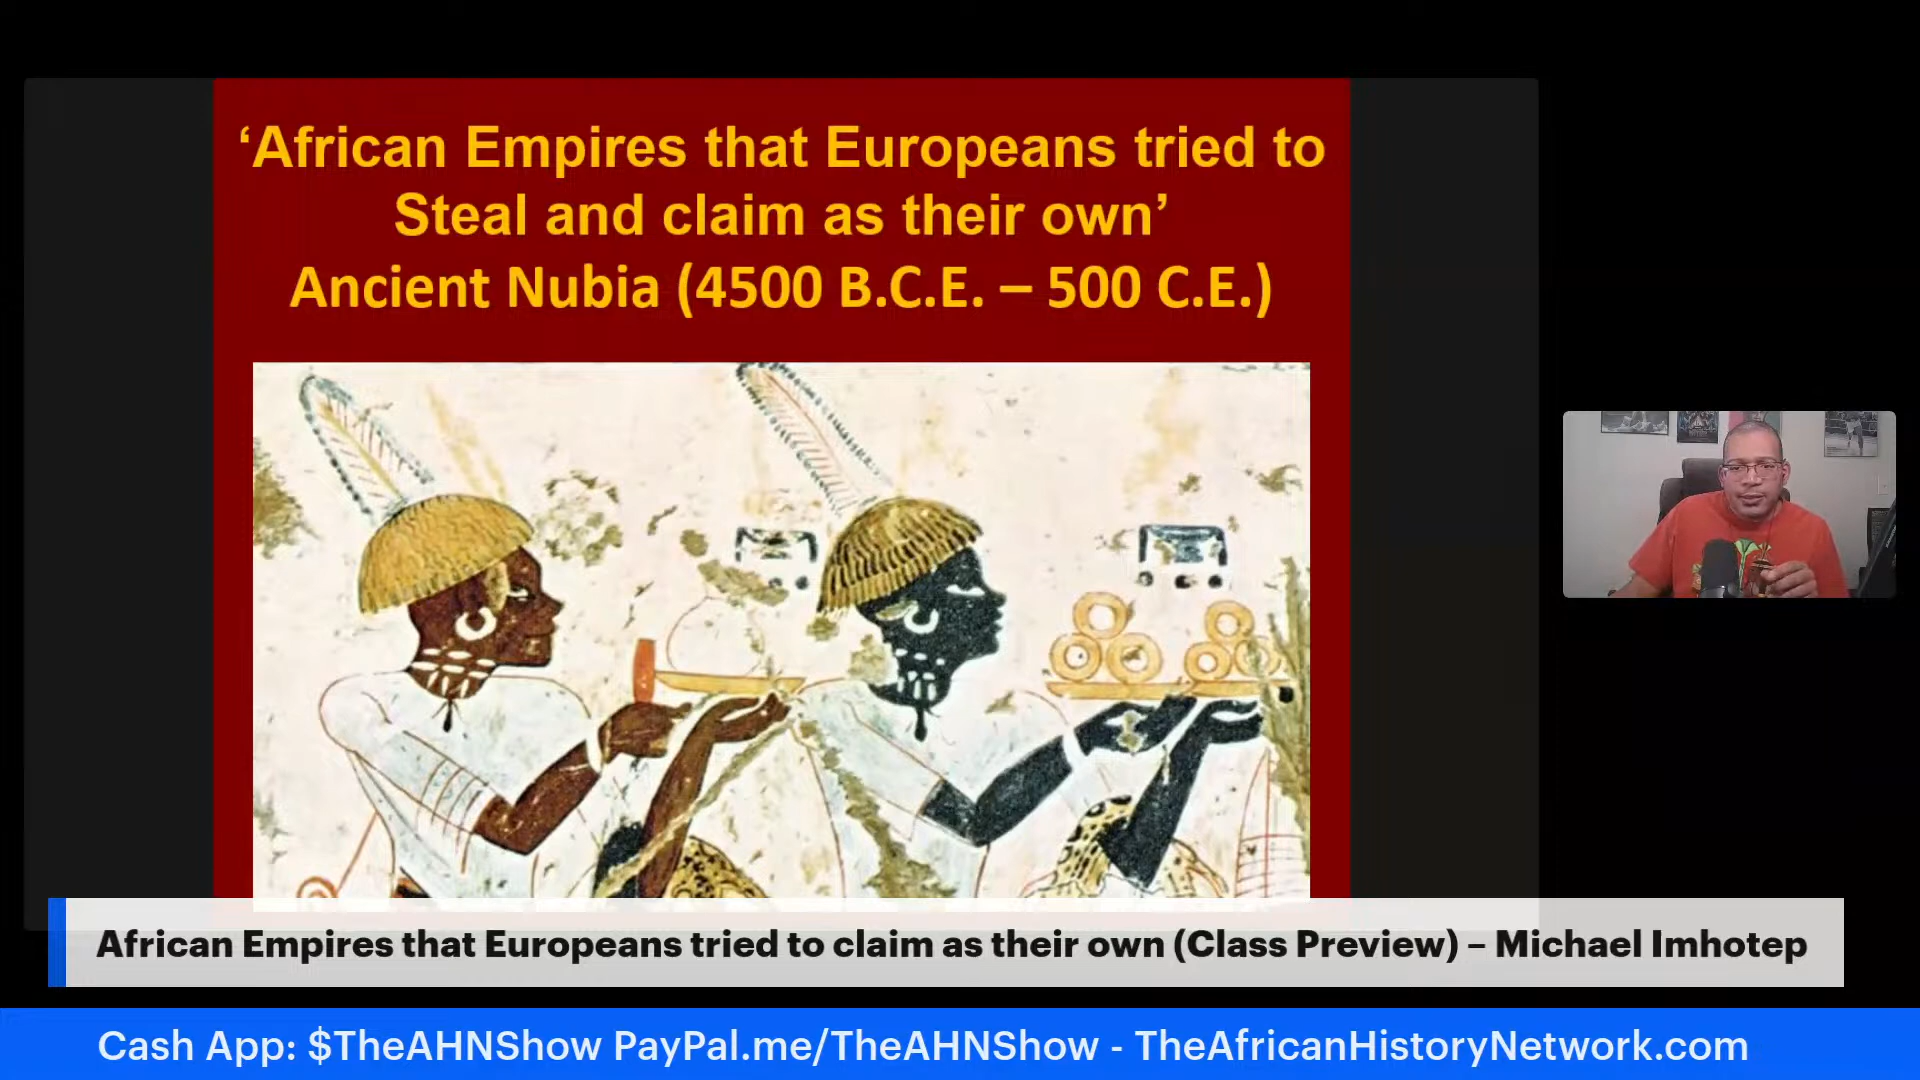 ‘African Empires that Europeans tried to
Steal and claim as their own’
Ancient Nubia (4500 B.C.E. – 500 C.E.)
African Empires that Europeans tried to claim as their own (Class Preview) – Michael Imhotep
Cash App: $TheAHNShow PayPal.me/TheAHNShow - TheAfricanHistoryNetwork.com